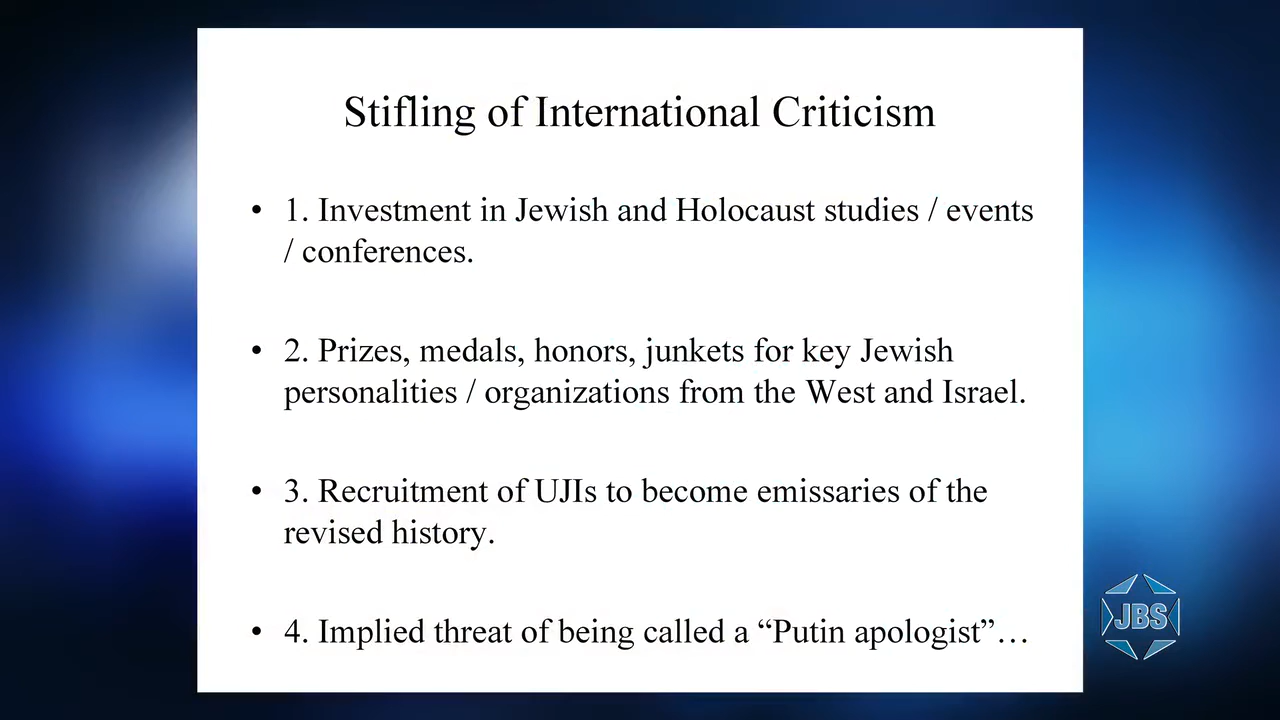 Stifling of International Criticism
• 1. Investment in Jewish and Holocaust studies / events
/ conferences.
• 2. Prizes, medals, honors, junkets for key Jewish
personalities / organizations from the West and Israel.
• 3. Recruitment of UJIs to become emissaries of the
revised history.
• 4. Implied threat of being called a “Putin apologist”…
JBS